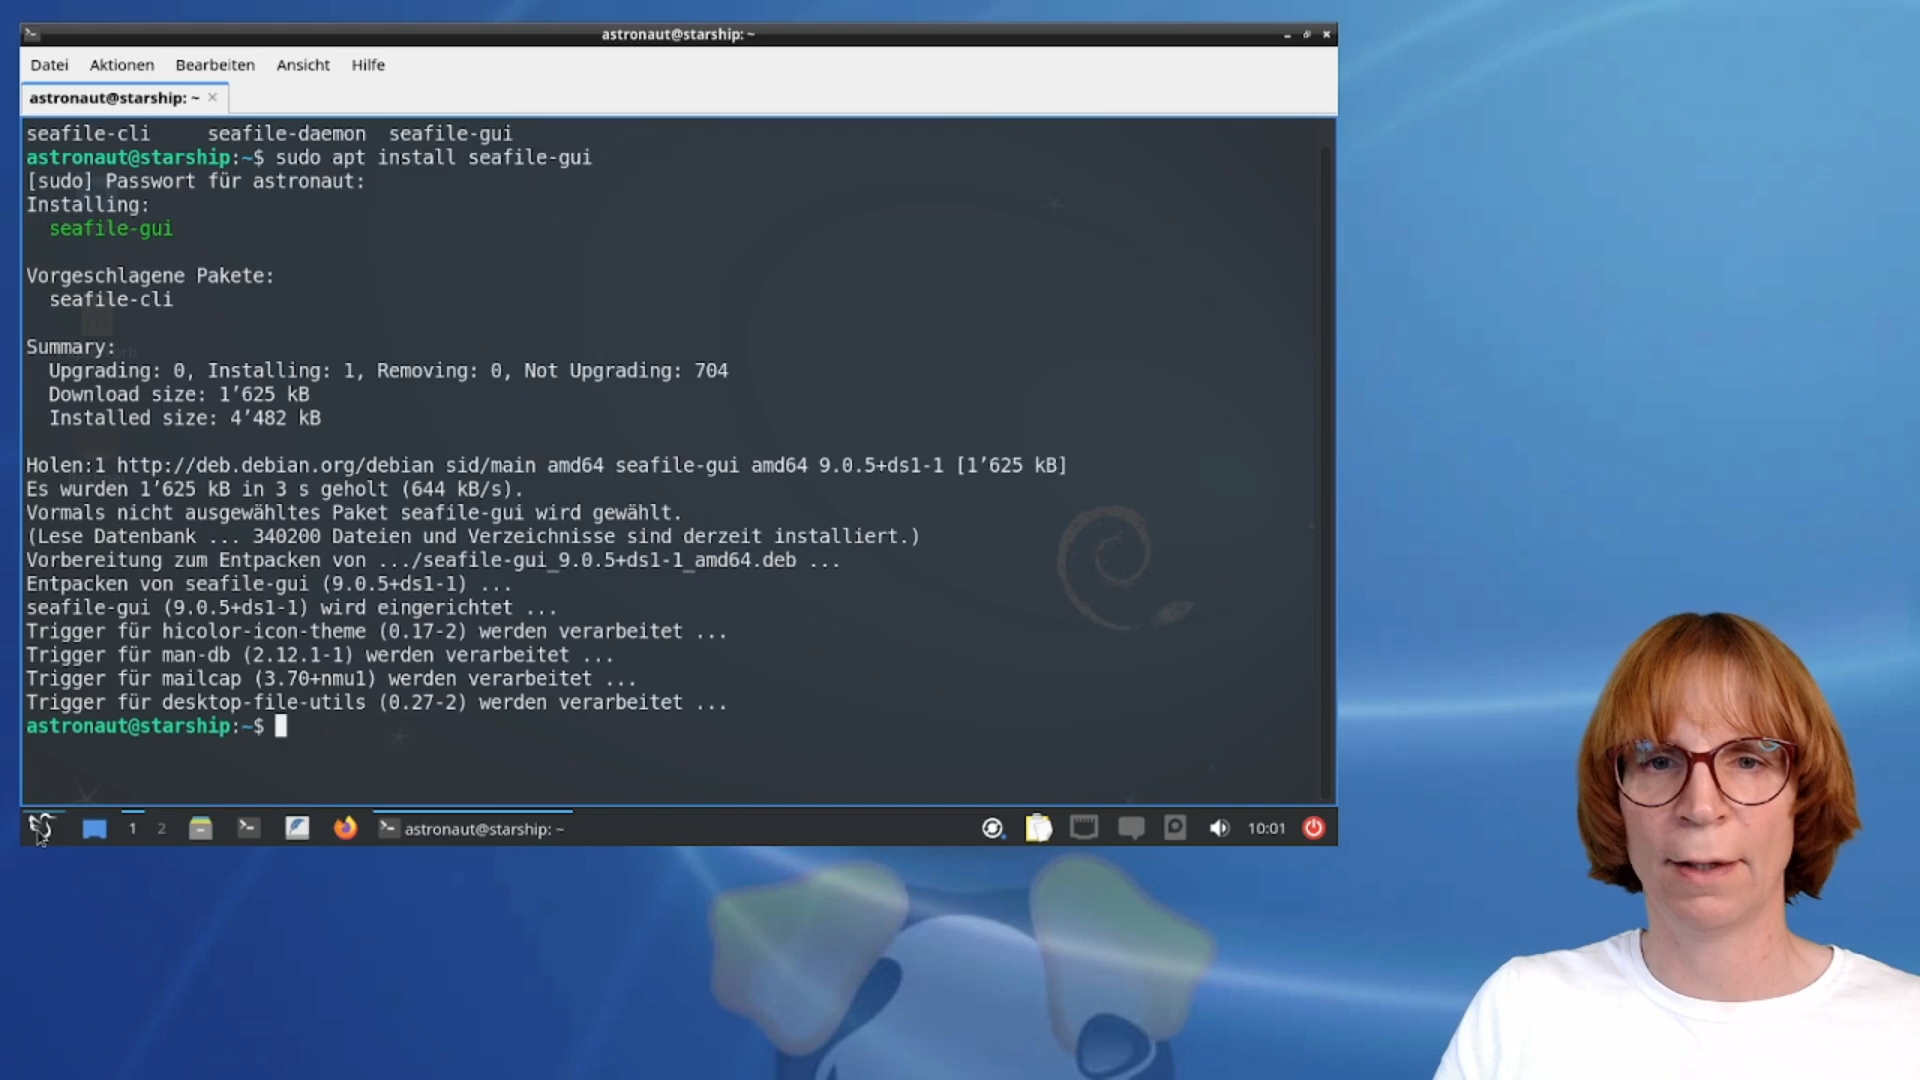 astronaut@starship: ~
Datei Aktionen Bearbeiten Ansicht Hilfe
astronaut@starship: ~
seafile-cli seafile-daemon seafile-gui
astronaut@starship:~$ sudo apt install seafile-gui
[sudo] Passwort für astronaut:
Installing:
seafile-gui
Vorgeschlagene Pakete:
seafile-cli
Summary:
Upgrading: 0, Installing: 1, Removing: 0, Not Upgrading: 704
Download size: 1’625 kB
Installed size: 4’482 kB
Holen:1 http://deb.debian.org/debian sid/main amd64 seafile-gui amd64 9.0.5+ds1-1 [1’625 kB]
Es wurden 1’625 kB in 3 s geholt (644 kB/s).
Vormals nicht ausgewähltes Paket seafile-gui wird gewählt.
(Lese Datenbank ... 340200 Dateien und Verzeichnisse sind derzeit installiert.)
Vorbereitung zum Entpacken von .../seafile-gui_9.0.5+ds1-1_amd64.deb ...
Entpacken von seafile-gui (9.0.5+ds1-1) ...
seafile-gui (9.0.5+ds1-1) wird eingerichtet ...
Trigger für hicolor-icon-theme (0.17-2) werden verarbeitet ...
Trigger für man-db (2.12.1-1) werden verarbeitet ...
Trigger für mailcap (3.70+nmu1) werden verarbeitet ...
Trigger für desktop-file-utils (0.27-2) werden verarbeitet ...
astronaut@starship:~$
1 2 astronaut@starship: ~ 10:01